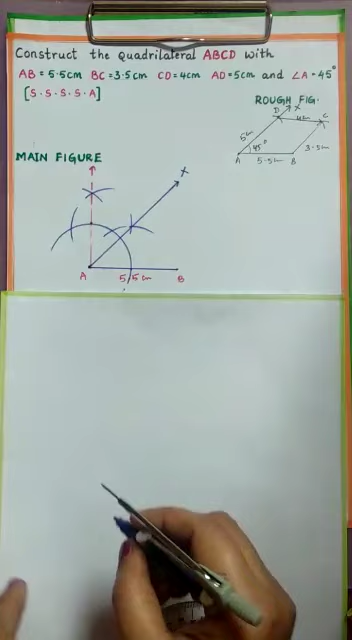 Construct the Quadrilateral ABCD with
AB = 5.5cm BC = 3.5cm CD = 4cm AD = 5cm and ∠A = 45°
[S.S.S.S.A]
ROUGH FIG.
D X
4cm C
5cm
45° 3.5cm
A 5.5cm B
MAIN FIGURE
X
A 5.5cm B